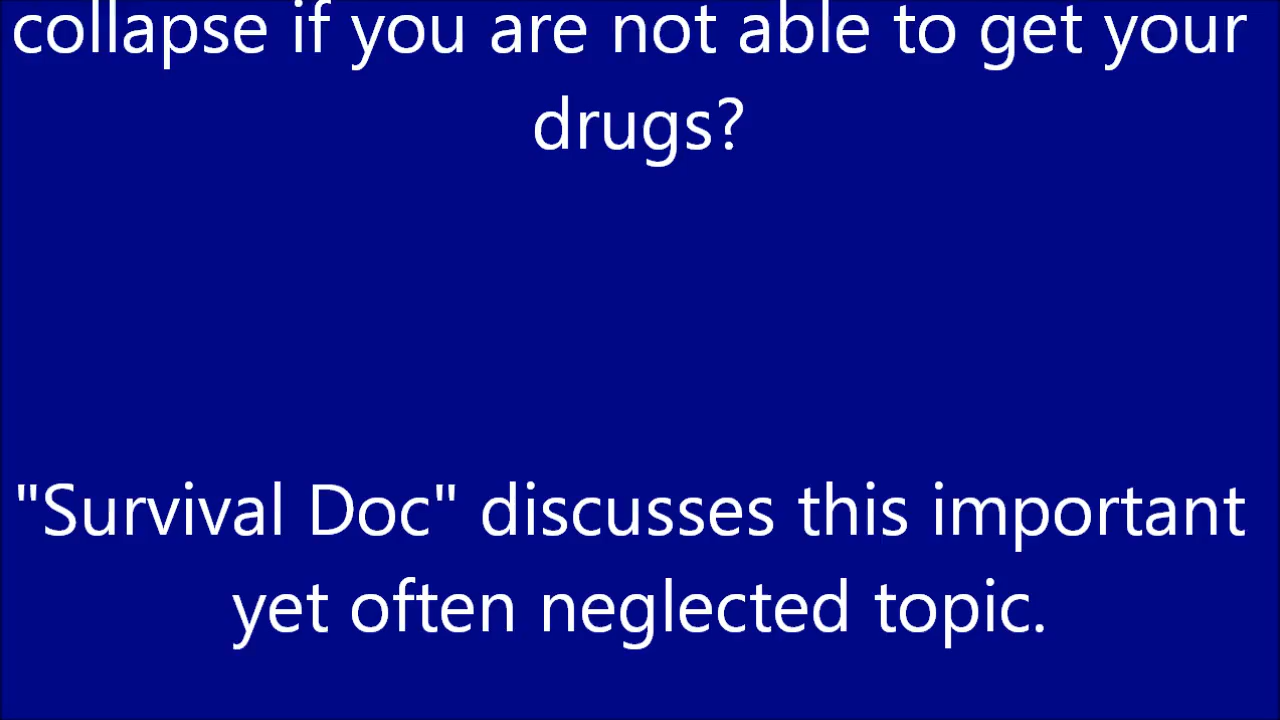 collapse if you are not able to get your
drugs?
"Survival Doc" discusses this important
yet often neglected topic.